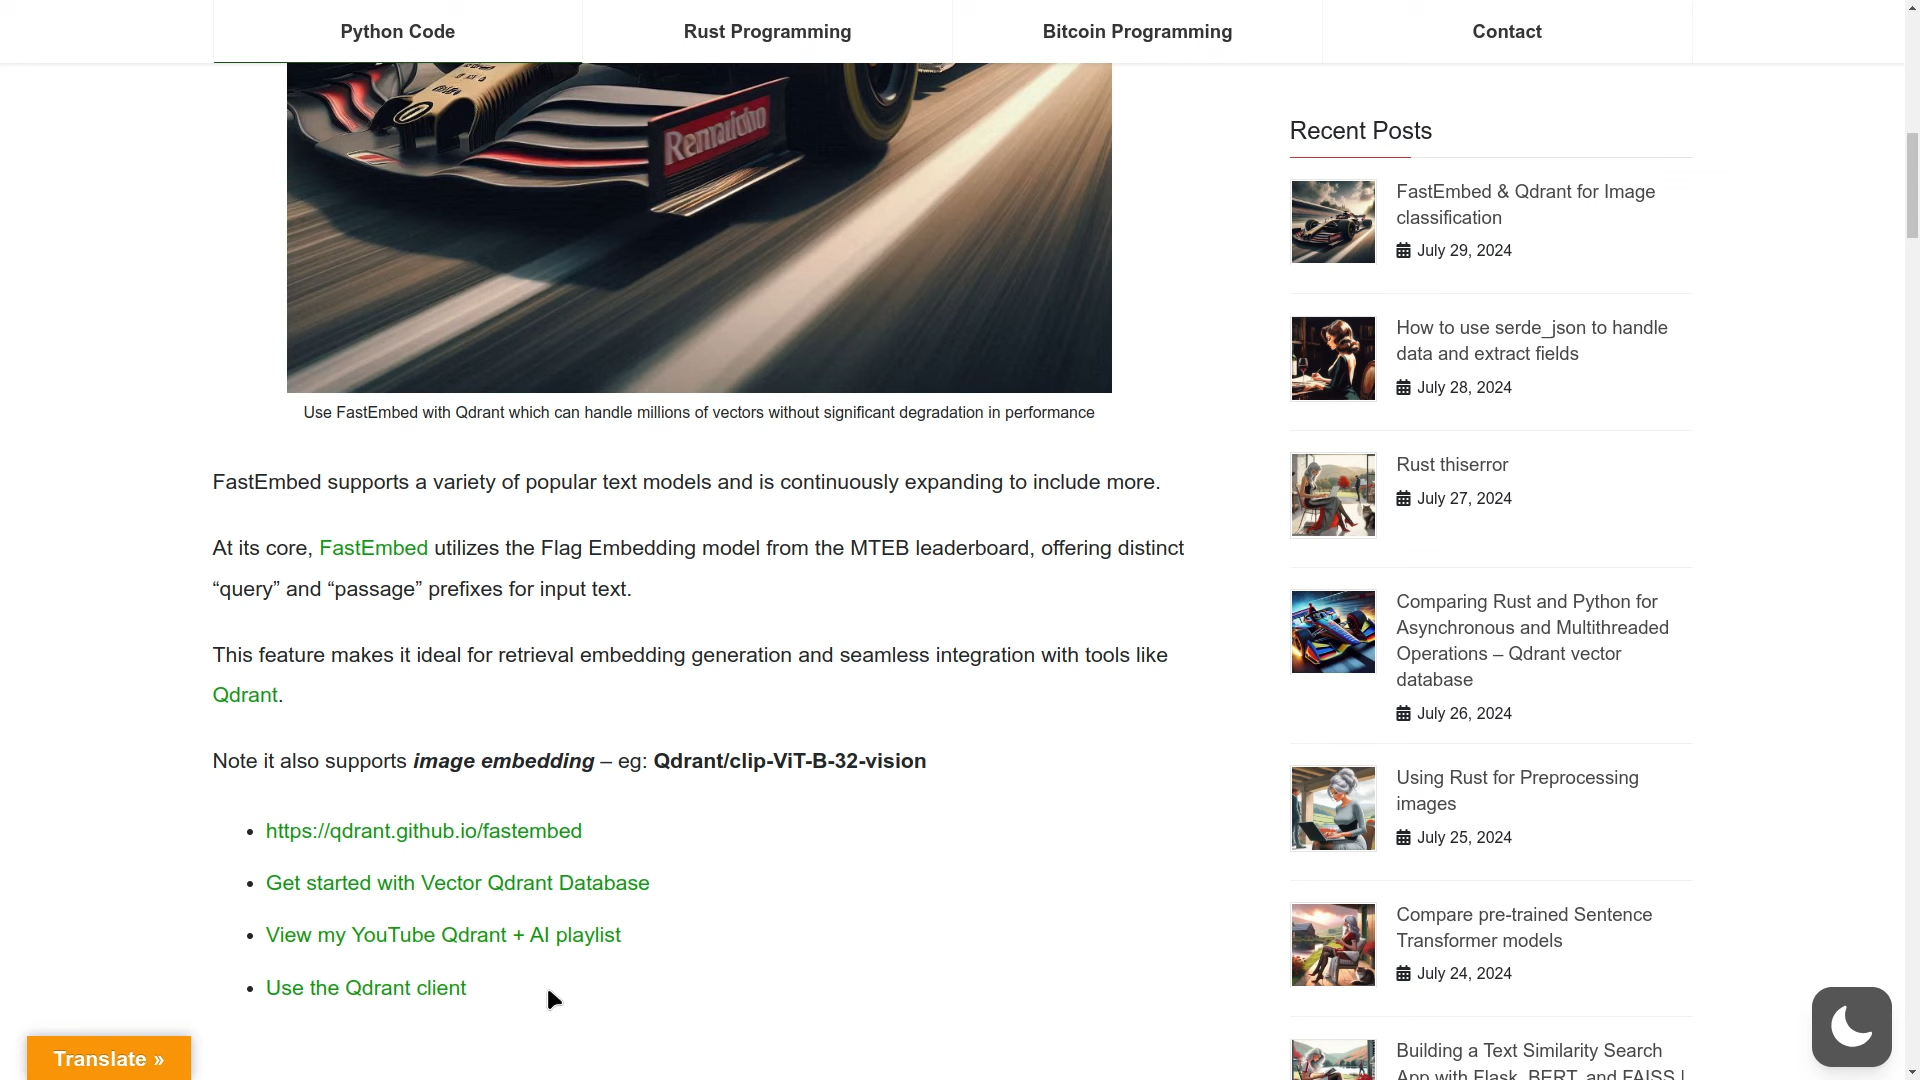 Python Code
Rust Programming
Bitcoin Programming
Contact
Use FastEmbed with Qdrant which can handle millions of vectors without significant degradation in performance
FastEmbed supports a variety of popular text models and is continuously expanding to include more.
At its core, FastEmbed utilizes the Flag Embedding model from the MTEB leaderboard, offering distinct
“query” and “passage” prefixes for input text.
This feature makes it ideal for retrieval embedding generation and seamless integration with tools like
Qdrant.
Note it also supports image embedding – eg: Qdrant/clip-ViT-B-32-vision
• https://qdrant.github.io/fastembed
• Get started with Vector Qdrant Database
• View my YouTube Qdrant + AI playlist
• Use the Qdrant client
Translate »
Recent Posts
FastEmbed & Qdrant for Image
classification
July 29, 2024
How to use serde_json to handle
data and extract fields
July 28, 2024
Rust thiserror
July 27, 2024
Comparing Rust and Python for
Asynchronous and Multithreaded
Operations – Qdrant vector
database
July 26, 2024
Using Rust for Preprocessing
images
July 25, 2024
Compare pre-trained Sentence
Transformer models
July 24, 2024
Building a Text Similarity Search
App with Flask, BERT, and FAISS |